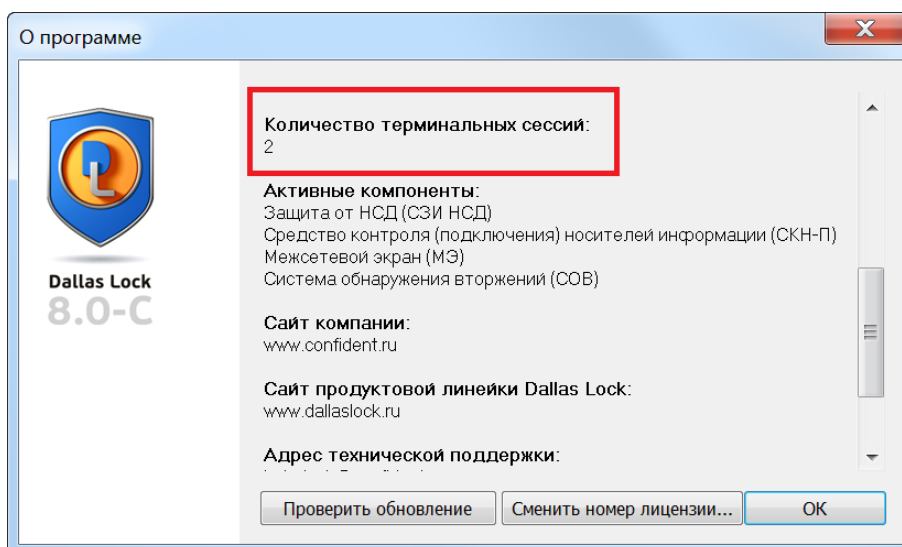 О программе
Количество терминальных сессий:
2
Активные компоненты:
Защита от НСД (СЗИ НСД)
Средство контроля (подключения) носителей информации (СКН-П)
Межсетевой экран (МЭ)
Система обнаружения вторжений (СОВ)
DL
Dallas Lock
8.0-C
Сайт компании:
www.confident.ru
Сайт продуктовой линейки Dallas Lock:
www.dallaslock.ru
Адрес технической поддержки:
Проверить обновление
Сменить номер лицензии...
ОК